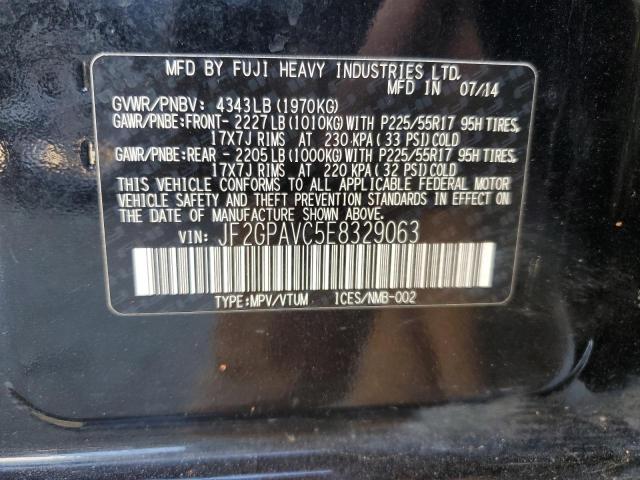 MFD BY FUJI HEAVY INDUSTRIES LTD.
MFD IN 07/14
GVWR/PNBV: 4343LB (1970KG)
GAWR/PNBE:FRONT- 2227LB (1010KG) WITH P225/55R17 95H TIRES,
17X7J RIMS AT 230 KPA ( 33 PSI) COLD
GAWR/PNBE:REAR - 2205LB (1000KG) WITH P225/55R17 95H TIRES,
17X7J RIMS AT 220 KPA ( 32 PSI) COLD
THIS VEHICLE CONFORMS TO ALL APPLICABLE FEDERAL MOTOR
VEHICLE SAFETY AND THEFT PREVENTION STANDARDS IN EFFECT ON
THE DATE OF MANUFACTURE SHOWN ABOVE.
VIN: JF2GPAVC5E8329063
TYPE:MPV/VTUM ICES/NMB-002